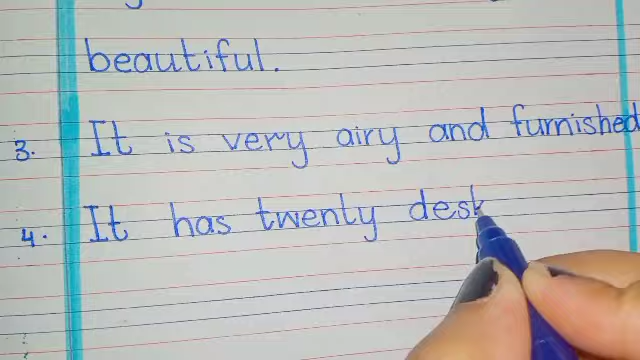 beautiful.
3. It is very airy and furnished
4. It has twenty desk